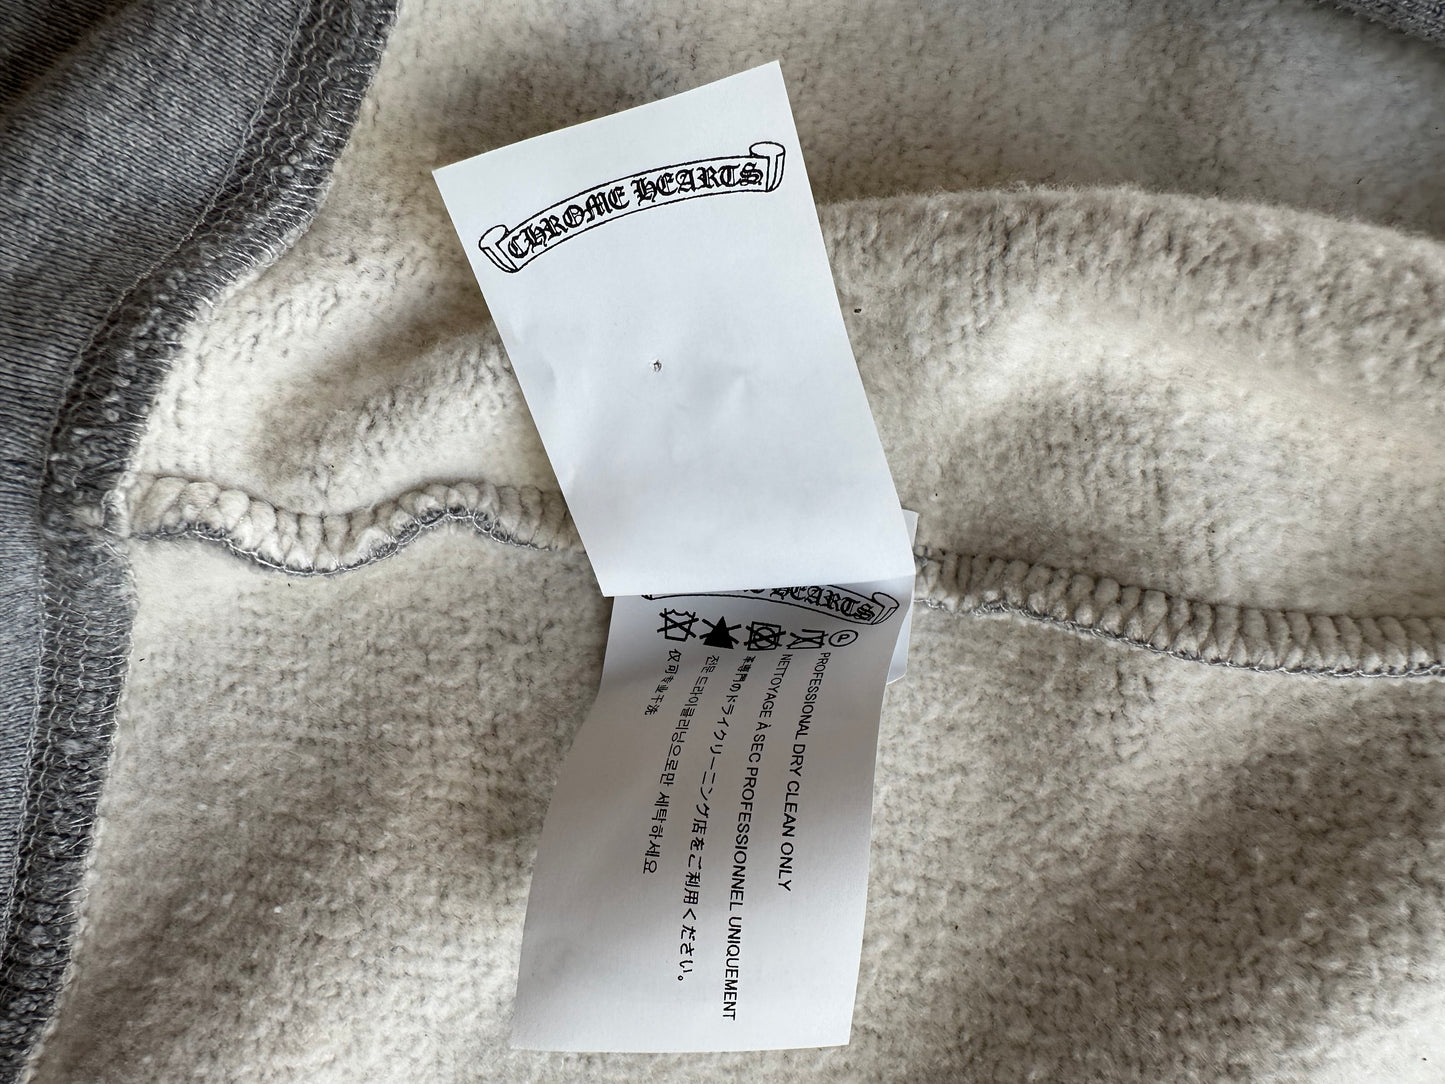 CHROME HEARTS
HEARTS
P
PROFESSIONAL DRY CLEAN ONLY
NETTOYAGE À SEC PROFESSIONNEL UNIQUEMENT
革専門のドライクリーニング店をご利用ください。
전문 드라이클리닝으로만 세탁하세요
仅可专业干洗